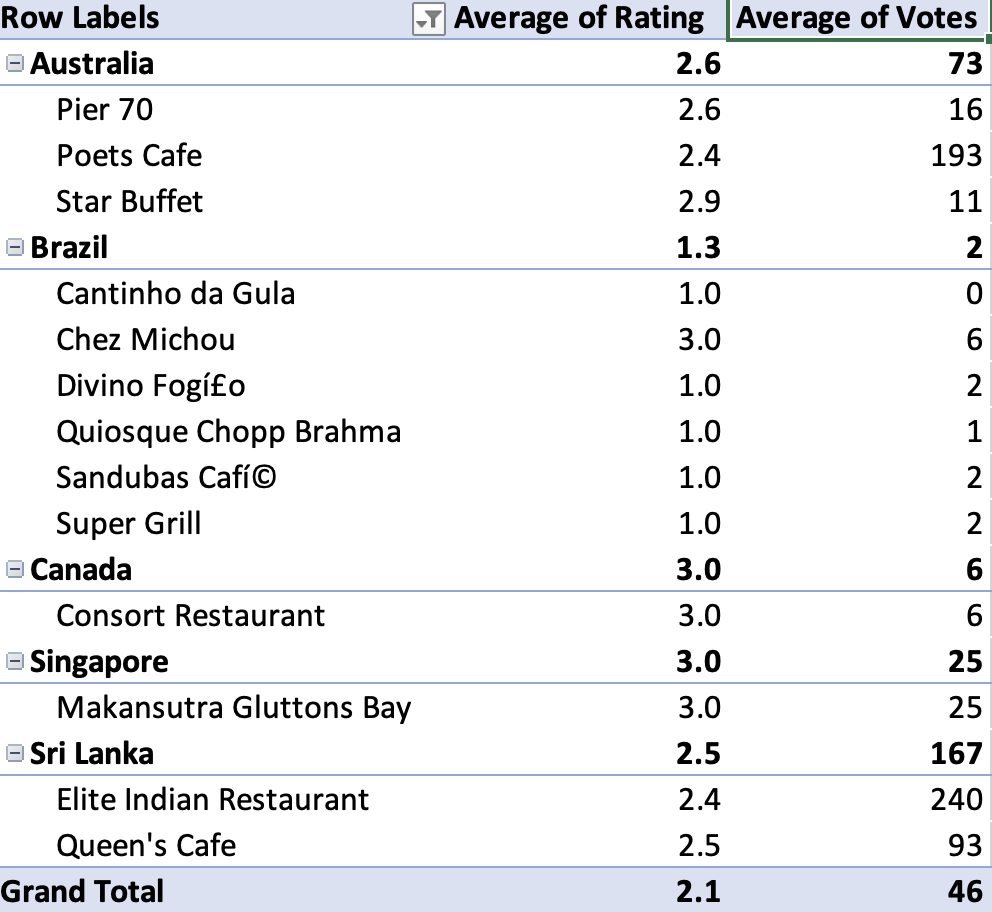 Row Labels Average of Rating Average of Votes
Australia 2.6 73
Pier 70 2.6 16
Poets Cafe 2.4 193
Star Buffet 2.9 11
Brazil 1.3 2
Cantinho da Gula 1.0 0
Chez Michou 3.0 6
Divino Fogí£o 1.0 2
Quiosque Chopp Brahma 1.0 1
Sandubas Cafí© 1.0 2
Super Grill 1.0 2
Canada 3.0 6
Consort Restaurant 3.0 6
Singapore 3.0 25
Makansutra Gluttons Bay 3.0 25
Sri Lanka 2.5 167
Elite Indian Restaurant 2.4 240
Queen's Cafe 2.5 93
Grand Total 2.1 46